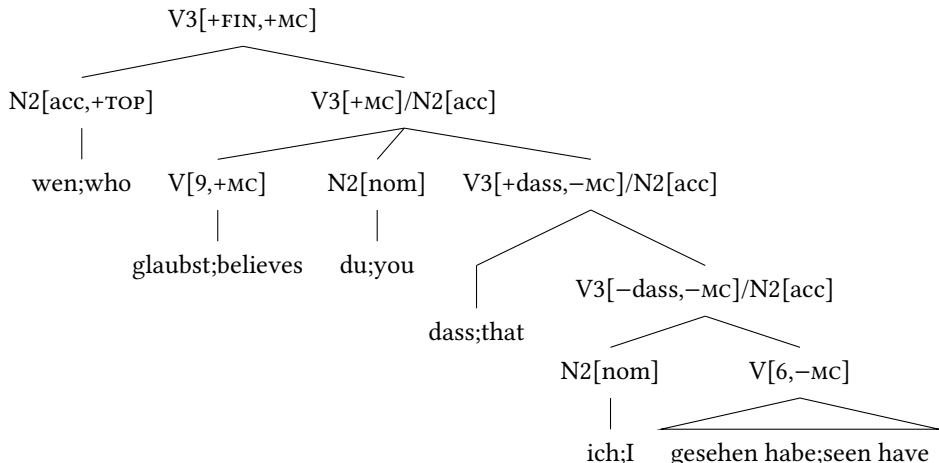 V3[+FIN,+MC]
N2[acc,+TOP] V3[+MC]/N2[acc]
wen;who V[9,+MC] N2[nom] V3[+dass,−MC]/N2[acc]
glaubst;believes du;you
V3[−dass,−MC]/N2[acc]
dass;that
N2[nom] V[6,−MC]
ich;I gesehen habe;seen have